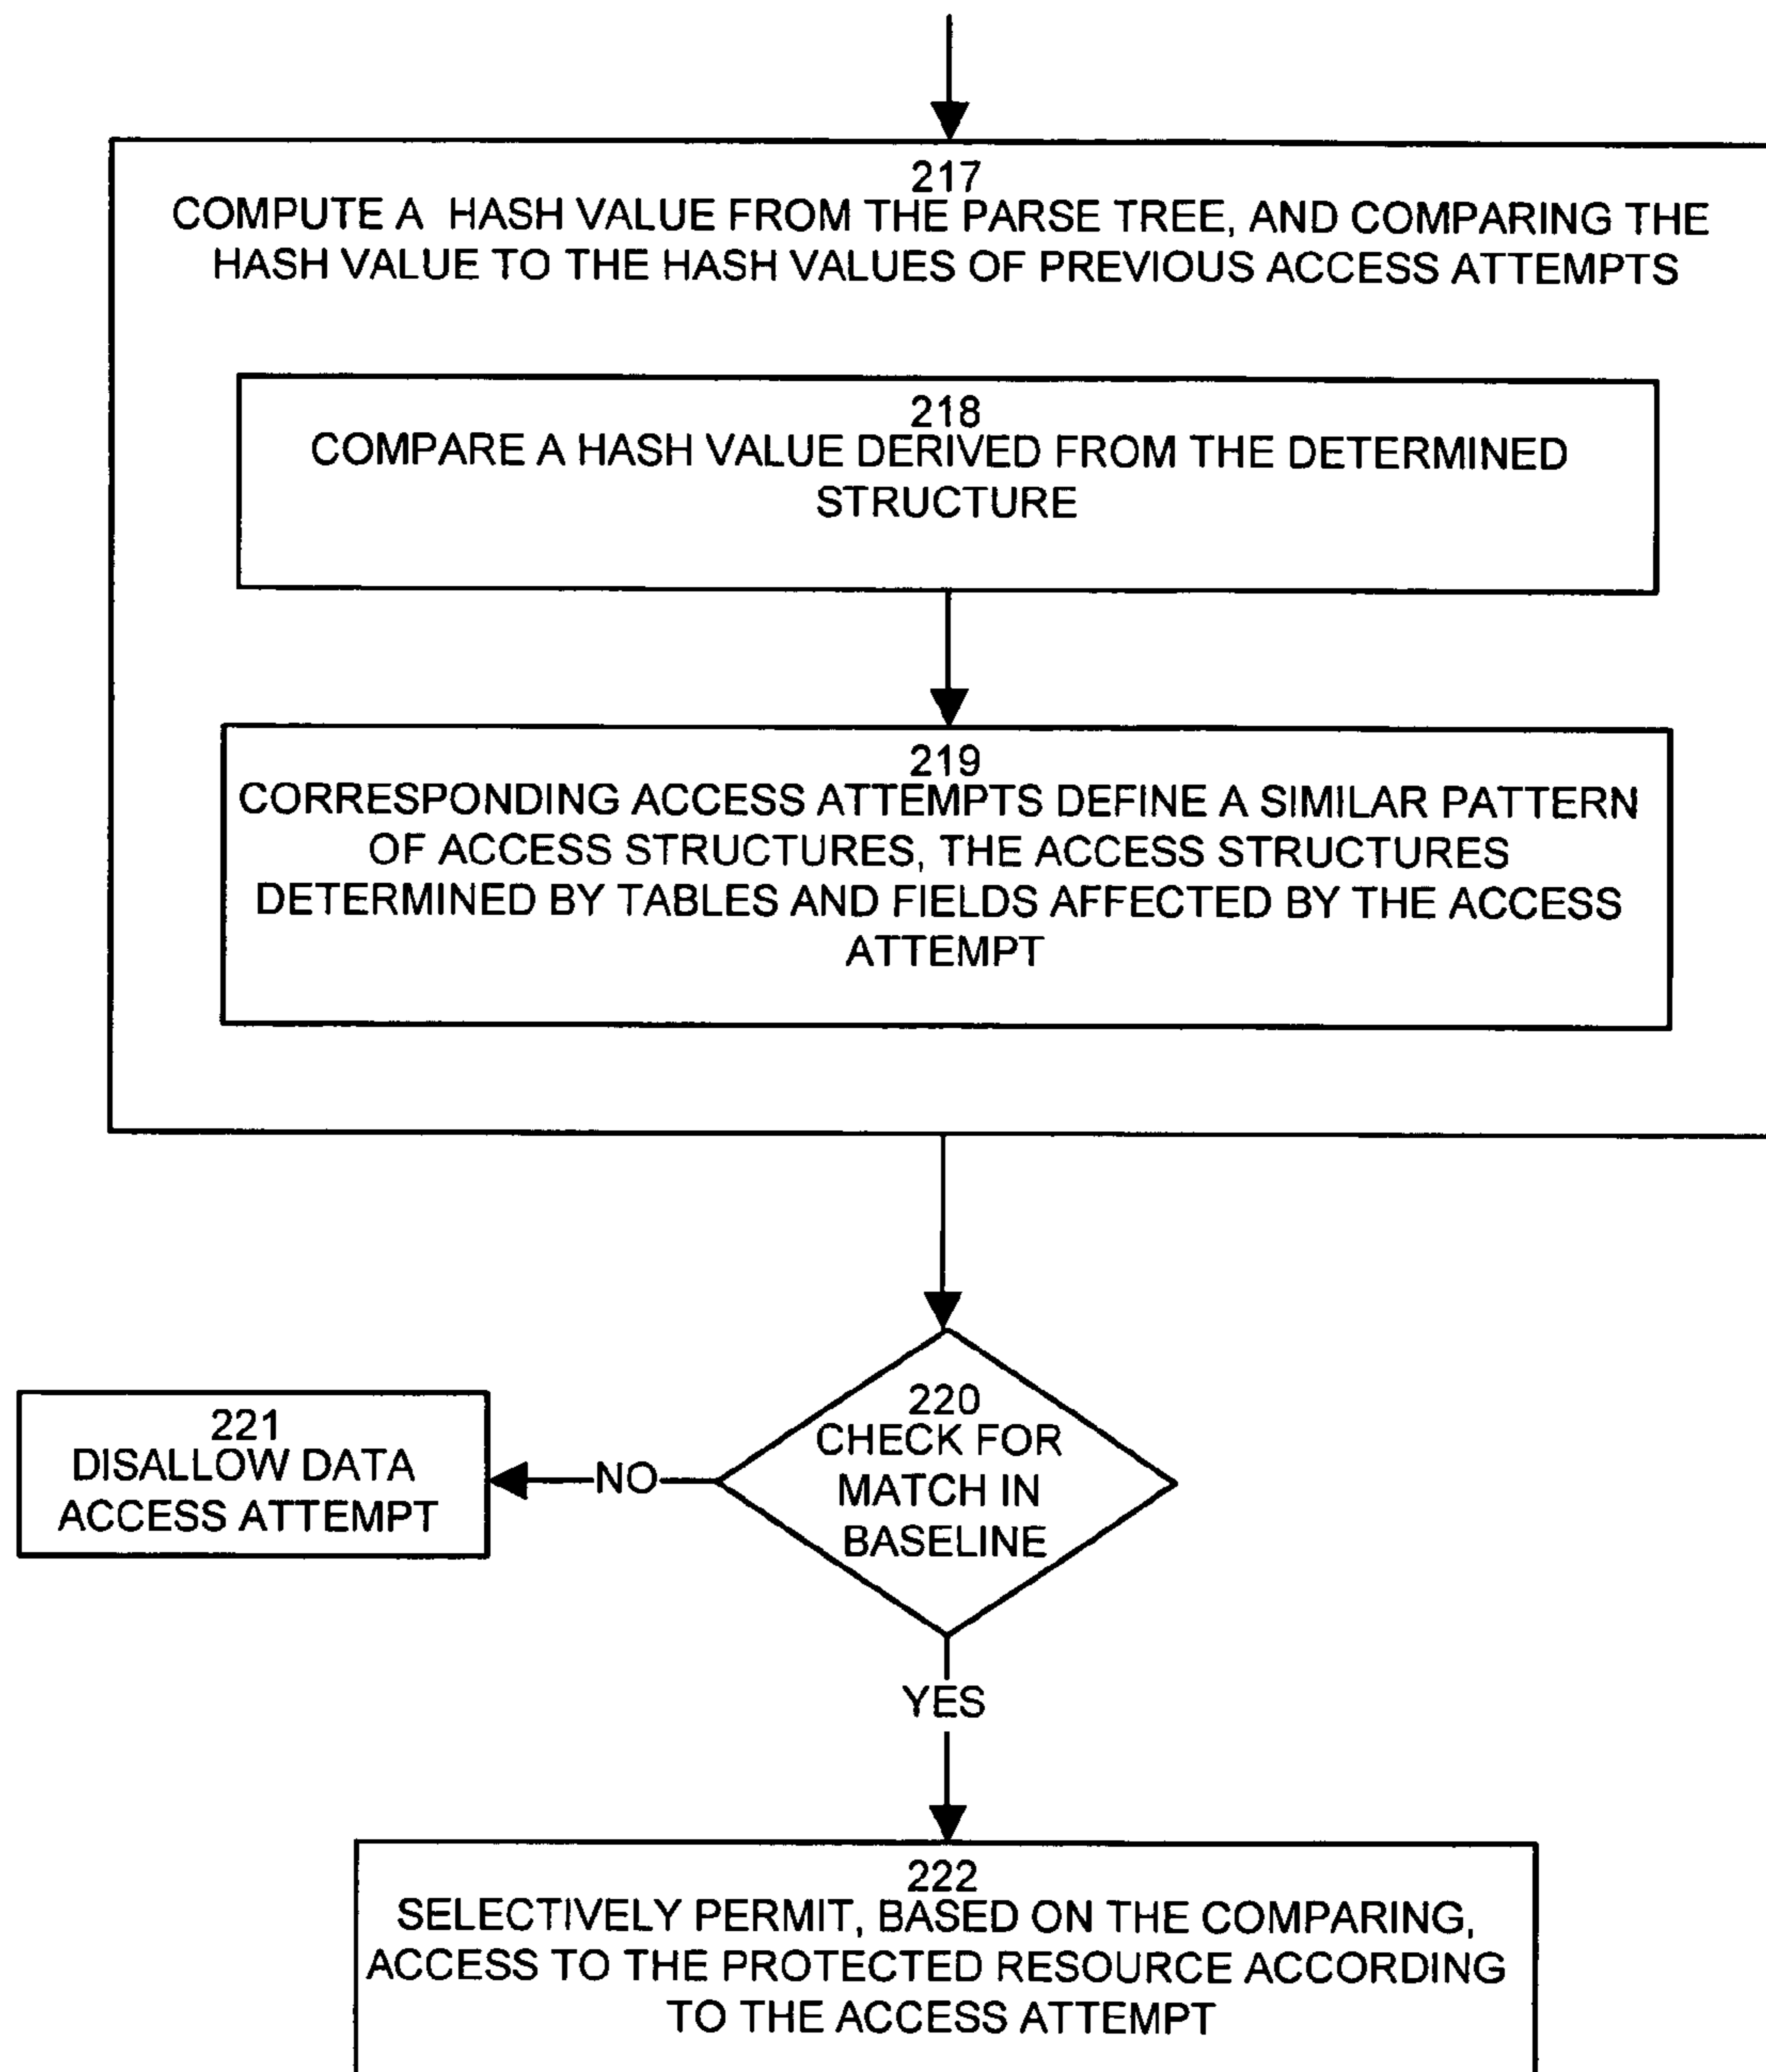 217
COMPUTE A HASH VALUE FROM THE PARSE TREE, AND COMPARING THE
HASH VALUE TO THE HASH VALUES OF PREVIOUS ACCESS ATTEMPTS
218
COMPARE A HASH VALUE DERIVED FROM THE DETERMINED
STRUCTURE
219
CORRESPONDING ACCESS ATTEMPTS DEFINE A SIMILAR PATTERN
OF ACCESS STRUCTURES, THE ACCESS STRUCTURES
DETERMINED BY TABLES AND FIELDS AFFECTED BY THE ACCESS
ATTEMPT
220
CHECK FOR
MATCH IN
BASELINE
NO
221
DISALLOW DATA
ACCESS ATTEMPT
YES
222
SELECTIVELY PERMIT, BASED ON THE COMPARING,
ACCESS TO THE PROTECTED RESOURCE ACCORDING
TO THE ACCESS ATTEMPT